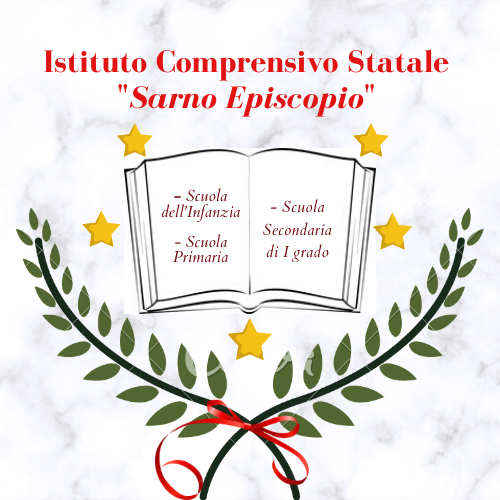 Istituto Comprensivo Statale
"Sarno Episcopio"
- Scuola
dell'Infanzia
- Scuola
Primaria
- Scuola
Secondaria
di I grado